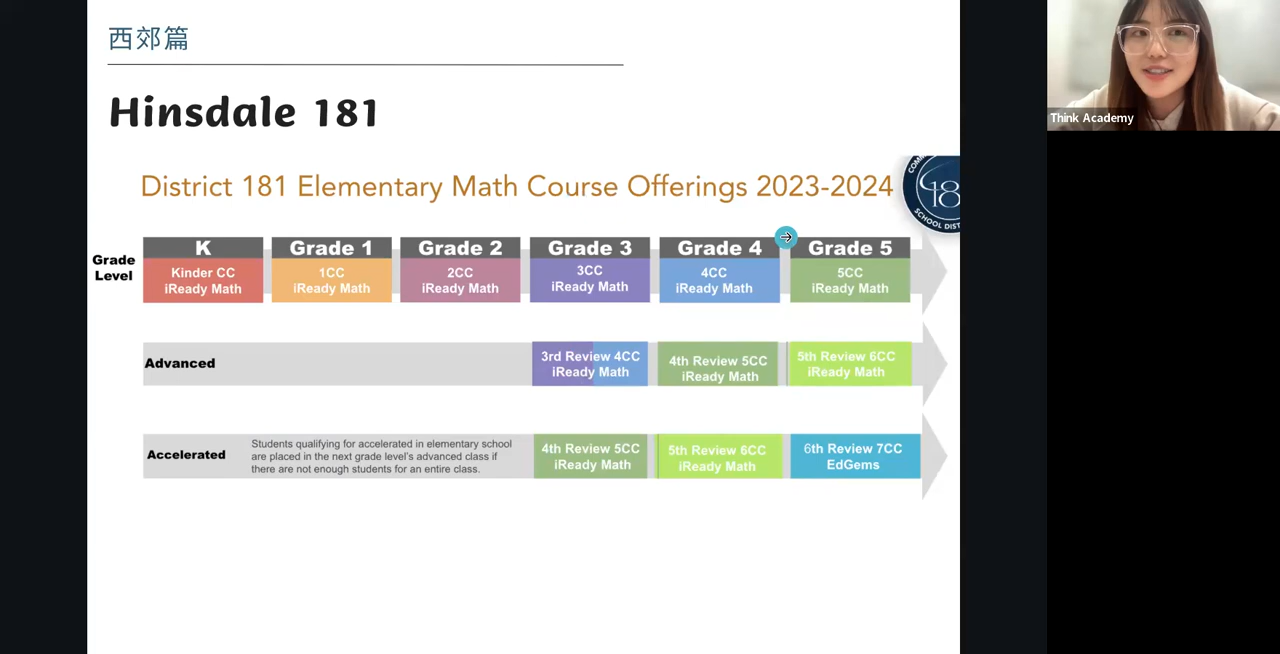 西郊篇
Hinsdale 181
District 181 Elementary Math Course Offerings 2023-2024
18
SCHOOL DIST
Grade Level
K
Grade 1
Grade 2
Grade 3
Grade 4
Grade 5
Kinder CC
iReady Math
1CC
iReady Math
2CC
iReady Math
3CC
iReady Math
4CC
iReady Math
5CC
iReady Math
Advanced
3rd Review 4CC
iReady Math
4th Review 5CC
iReady Math
5th Review 6CC
iReady Math
Accelerated
Students qualifying for accelerated in elementary school
are placed in the next grade level's advanced class if
there are not enough students for an entire class.
4th Review 5CC
iReady Math
5th Review 6CC
iReady Math
6th Review 7CC
EdGems
Think Academy